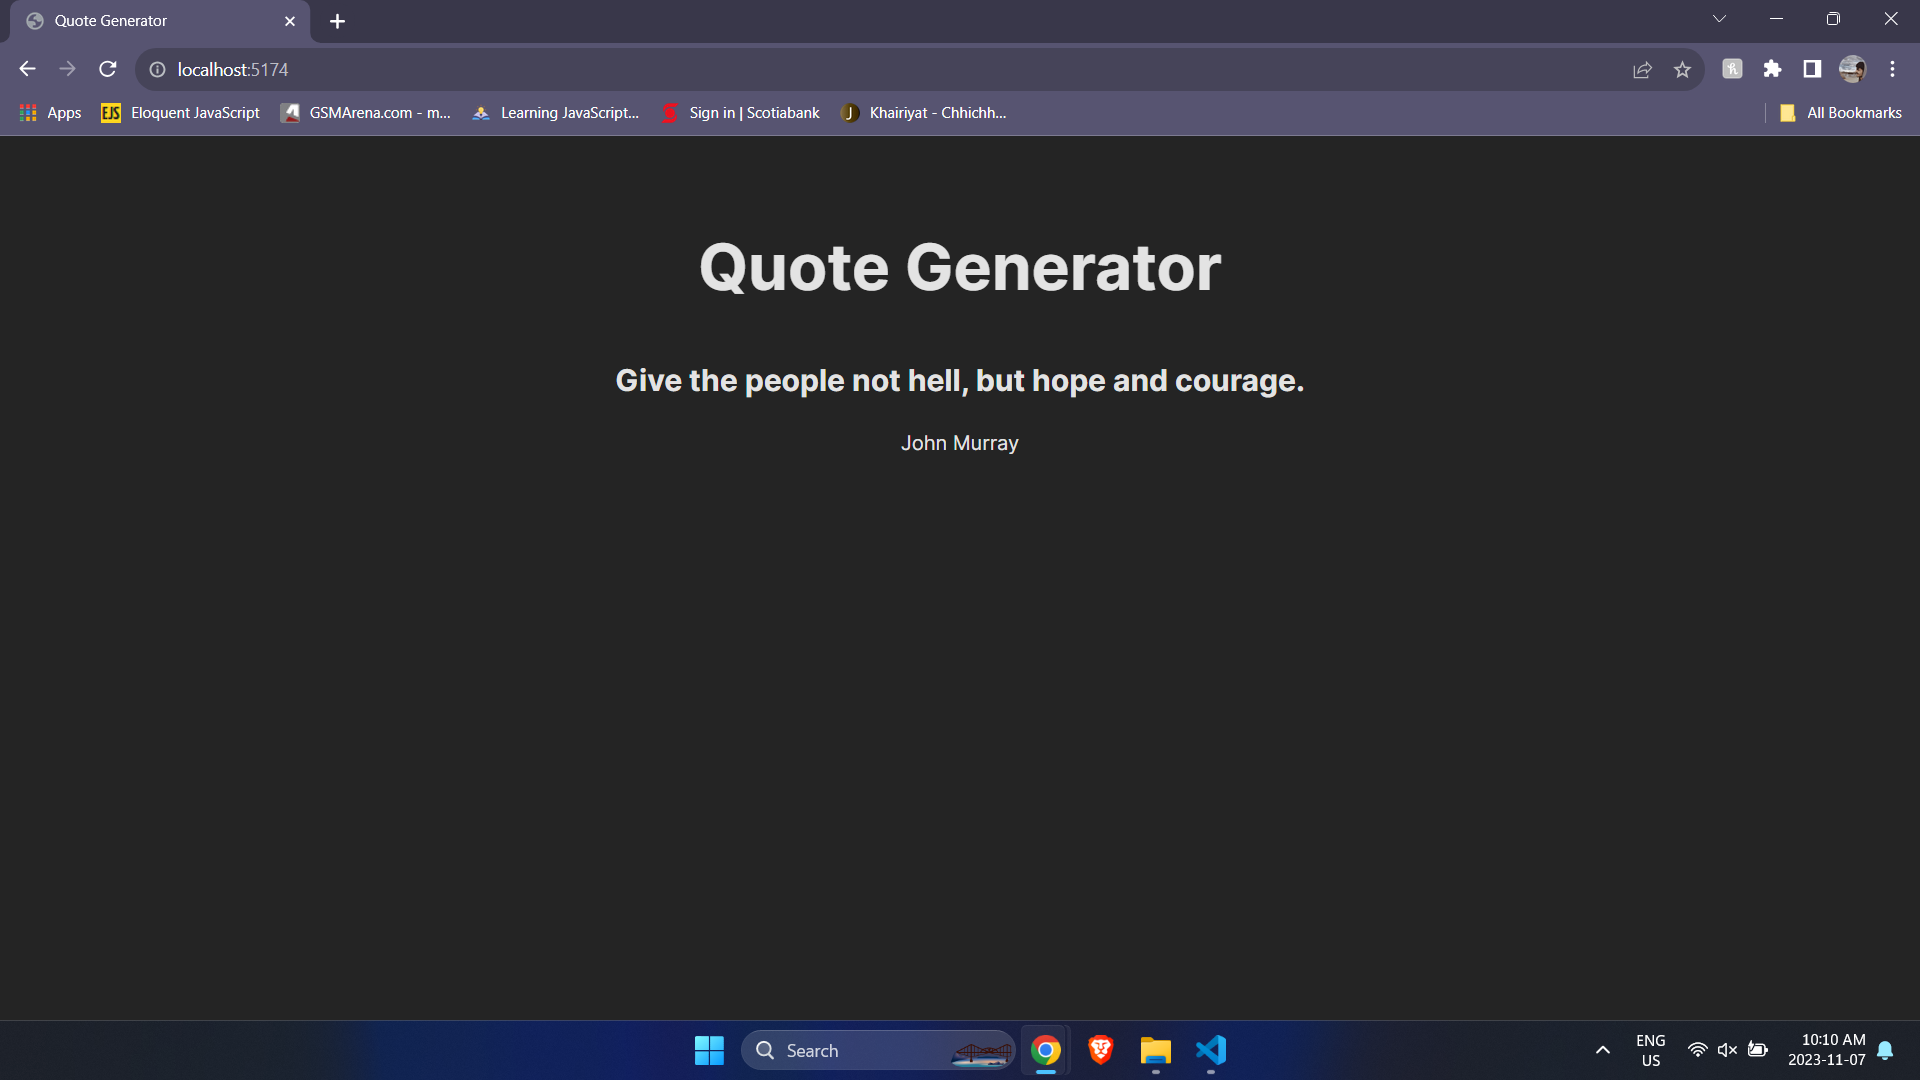 Quote Generator
localhost:5174
Apps
EJS Eloquent JavaScript
GSMArena.com - m...
Learning JavaScript...
Sign in | Scotiabank
J Khairiyat - Chhichh...
All Bookmarks
Quote Generator
Give the people not hell, but hope and courage.
John Murray
Search
ENG
US
10:10 AM
2023-11-07